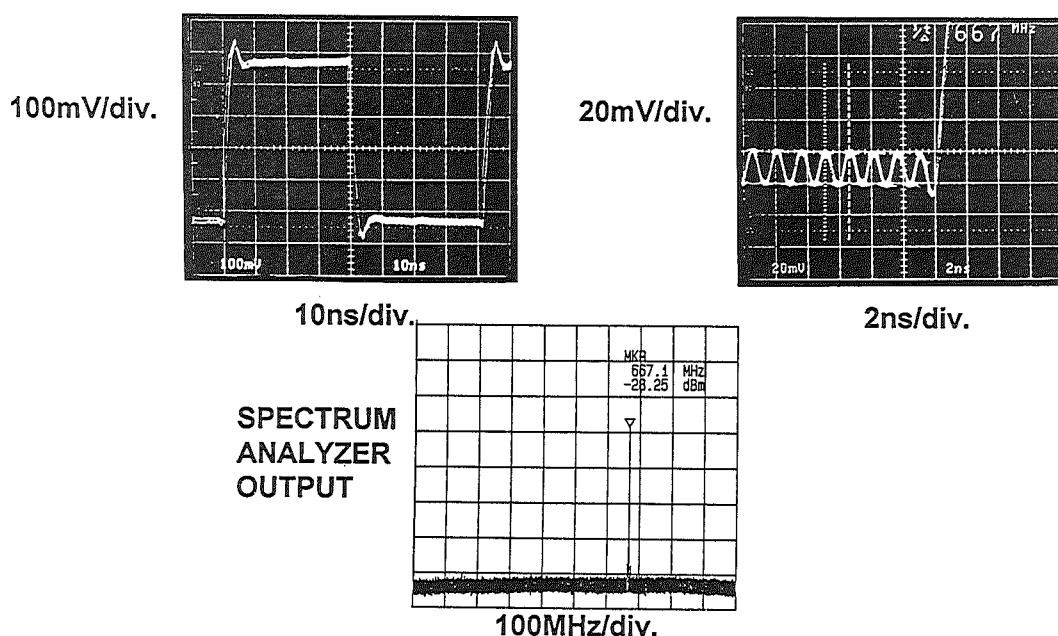 1/Δ 667 MHz
100mV/div.
20mV/div.
100mV 10ns
20mV 2ns
10ns/div.
2ns/div.
MKR
667.1 MHz
-28.25 dBm
SPECTRUM
ANALYZER
OUTPUT
100MHz/div.